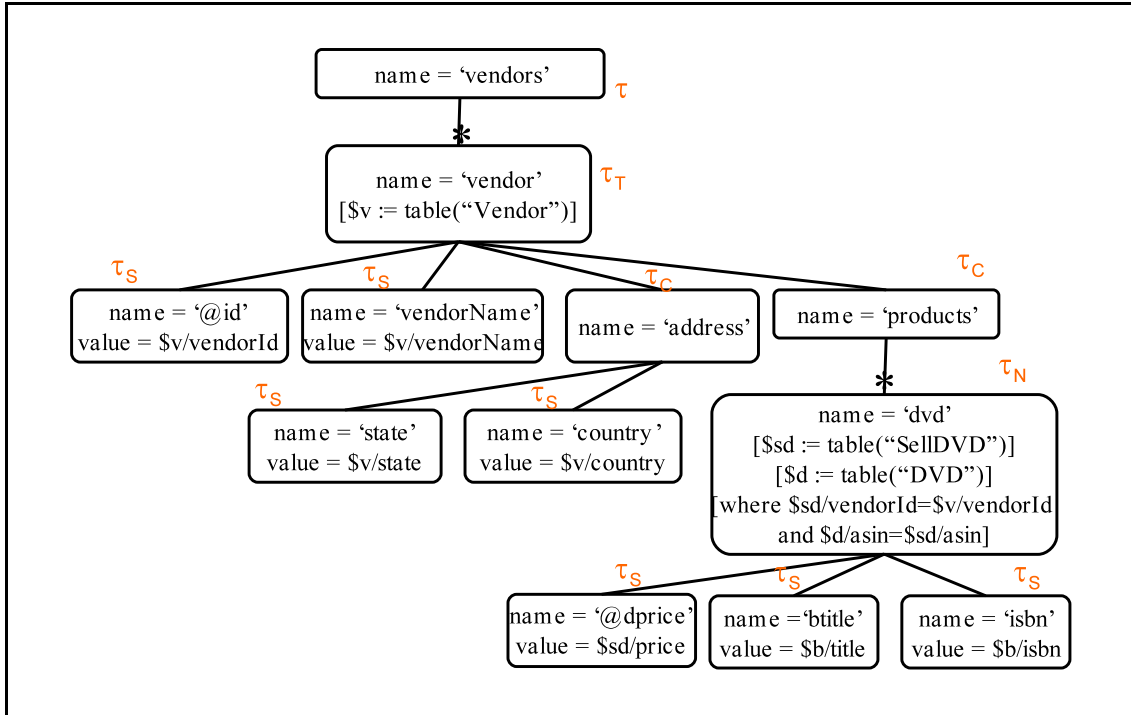 name = ‘vendors’
τ
*
name = ‘vendor’
[$v := table(“Vendor”)]
τT
τS
τS
τC
τC
name = ‘@id’
value = $v/vendorId
name = ‘vendorName’
value = $v/vendorName
name = ‘address’
name = ‘products’
*
τN
τS
τS
name = ‘state’
value = $v/state
name = ‘country’
value = $v/country
name = ‘dvd’
[$sd := table(“SellDVD”)]
[$d := table(“DVD”)]
[where $sd/vendorId=$v/vendorId
and $d/asin=$sd/asin]
τS
τS
τS
name = ‘@dprice’
value = $sd/price
name =‘btitle’
value = $b/title
name = ‘isbn’
value = $b/isbn